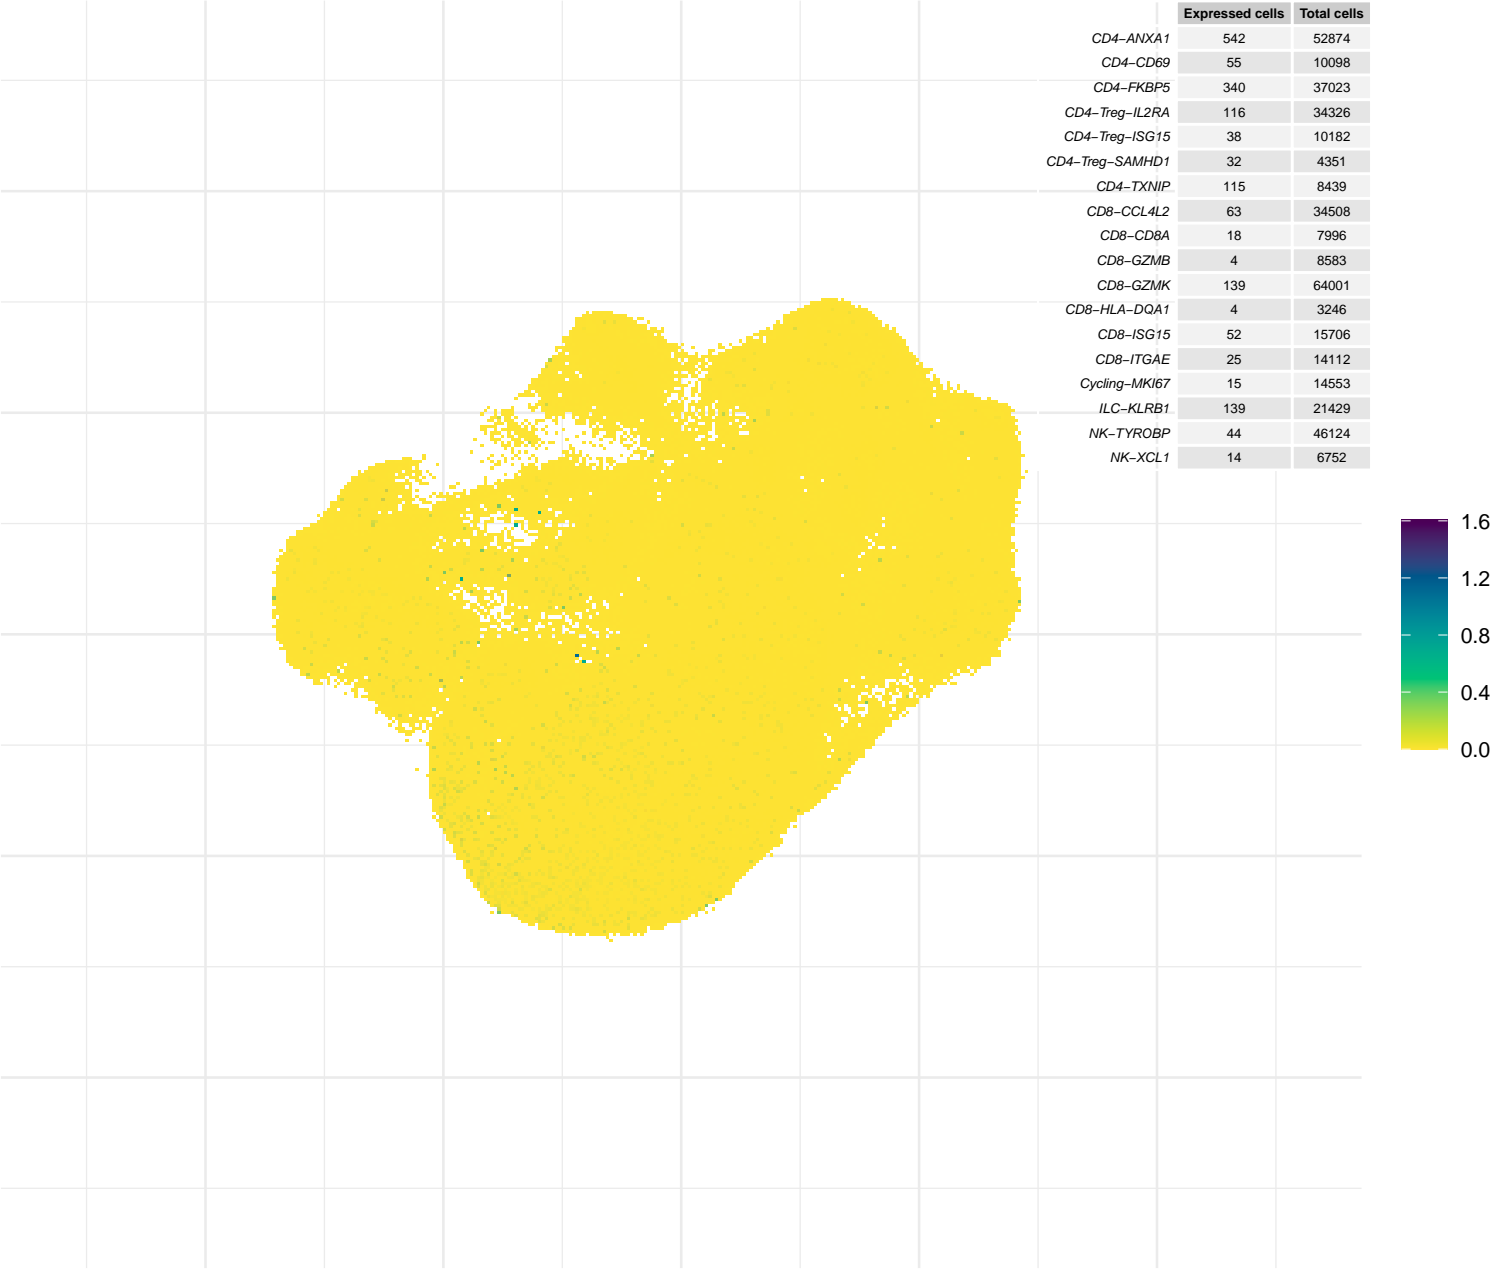 Expressed cells Total cells
CD4−ANXA1 542 52874
CD4−CD69 55 10098
CD4−FKBP5 340 37023
CD4−Treg−IL2RA 116 34326
CD4−Treg−ISG15 38 10182
CD4−Treg−SAMHD1 32 4351
CD4−TXNIP 115 8439
CD8−CCL4L2 63 34508
CD8−CD8A 18 7996
CD8−GZMB 4 8583
CD8−GZMK 139 64001
CD8−HLA−DQA1 4 3246
CD8−ISG15 52 15706
CD8−ITGAE 25 14112
Cycling−MKI67 15 14553
ILC−KLRB1 139 21429
NK−TYROBP 44 46124
NK−XCL1 14 6752
1.6
1.2
0.8
0.4
0.0